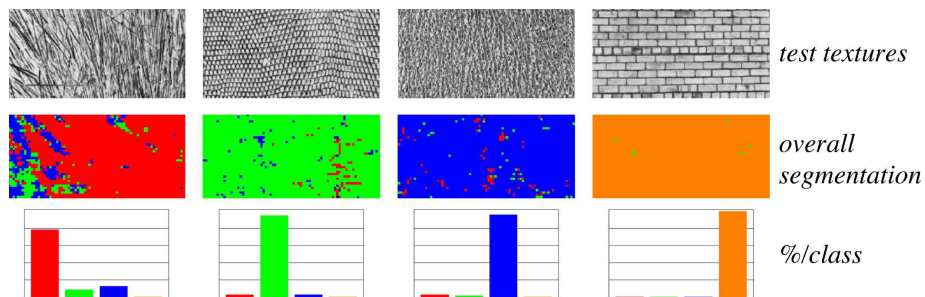 test textures
overall
segmentation
%/class